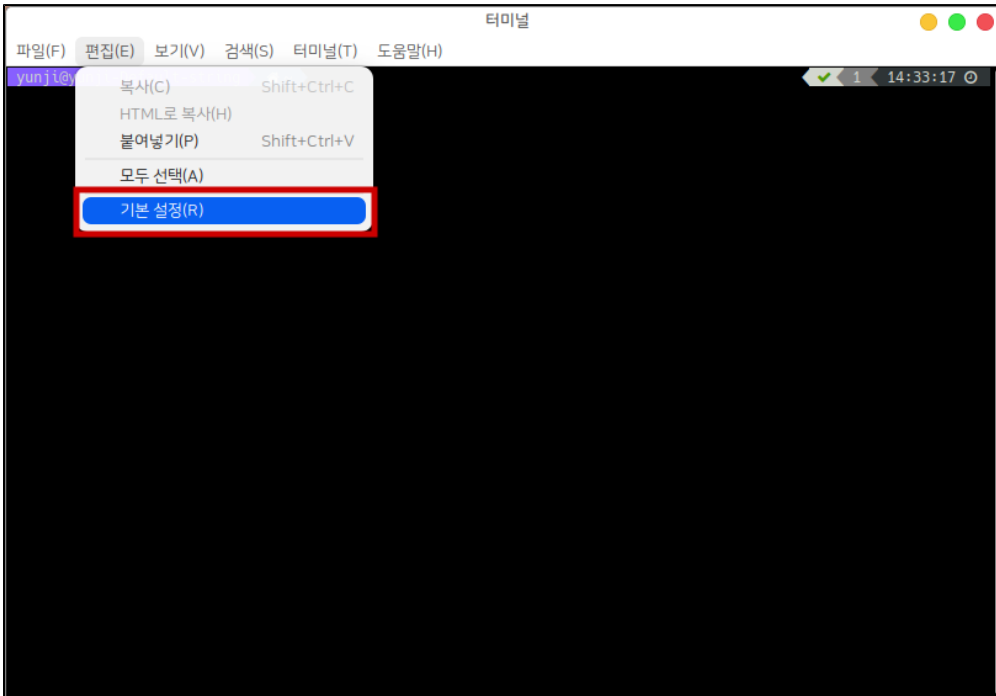 터미널
파일(F) 편집(E) 보기(V) 검색(S) 터미널(T) 도움말(H)
yunji@y 1 14:33:17
복사(C) Shift+Ctrl+C
HTML로 복사(H)
붙여넣기(P) Shift+Ctrl+V
모두 선택(A)
기본 설정(R)